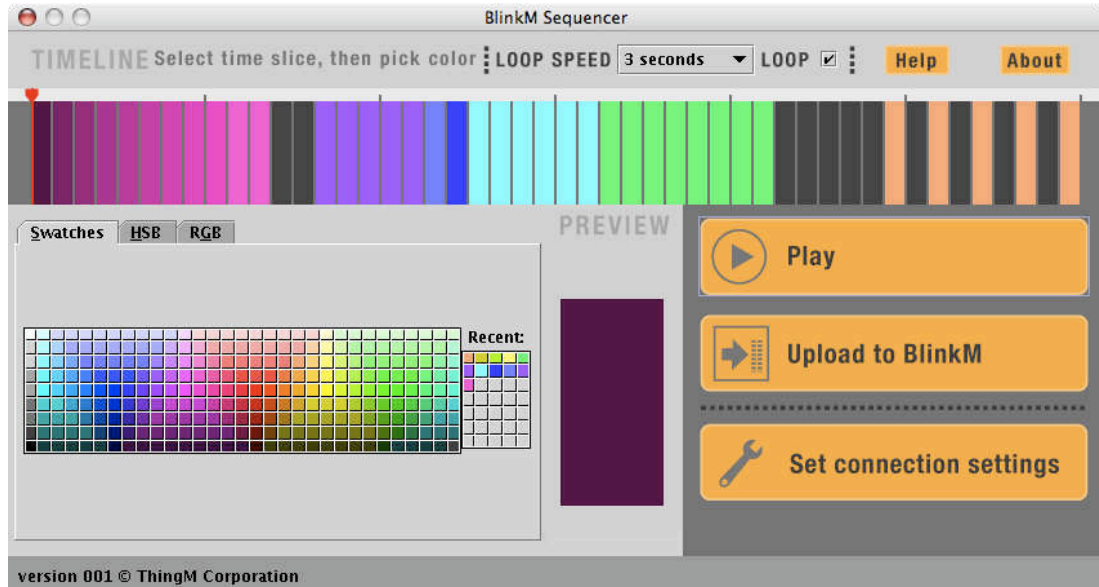 BlinkM Sequencer
TIMELINE Select time slice, then pick color LOOP SPEED 3 seconds LOOP Help About
Swatches HSB RGB
PREVIEW
Play
Recent:
Upload to BlinkM
Set connection settings
version 001 © ThingM Corporation